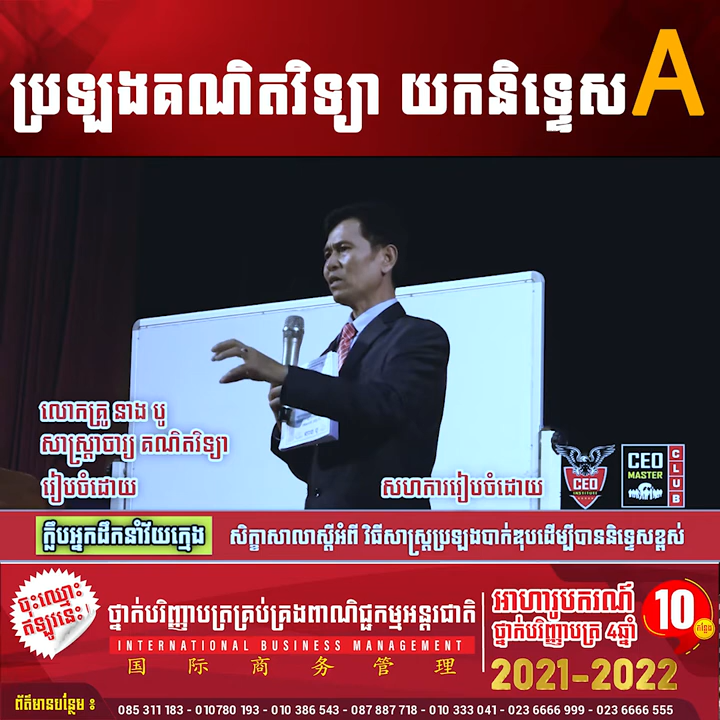 ប្រឡងគណិតវិទ្យា យកនិទ្ទេស A
លោកគ្រូ នាង បូ
សាស្ត្រាចារ្យ គណិតវិទ្យា
រៀបចំដោយ
សហការរៀបចំដោយ
CEO
INSTITUTE
CEO
MASTER
CLUB
ក្លឹបអ្នកដឹកនាំវ័យក្មេង
សិក្ខាសាលាស្តីអំពី វិធីសាស្ត្រប្រឡងបាក់ឌុបដើម្បីបាននិទ្ទេសខ្ពស់
ចុះឈ្មោះ
ឥឡូវនេះ!
ថ្នាក់បរិញ្ញាបត្រគ្រប់គ្រងពាណិជ្ជកម្មអន្តរជាតិ
INTERNATIONAL BUSINESS MANAGEMENT
国 际 商 务 管 理
អាហារូបករណ៍
ថ្នាក់បរិញ្ញាបត្រ 4ឆ្នាំ
10
កន្លែង
2021-2022
ព័ត៌មានបន្ថែម ៖
085 311 183 - 010780 193 - 010 386 543 - 087 887 718 - 010 333 041 - 023 6666 999 - 023 6666 555